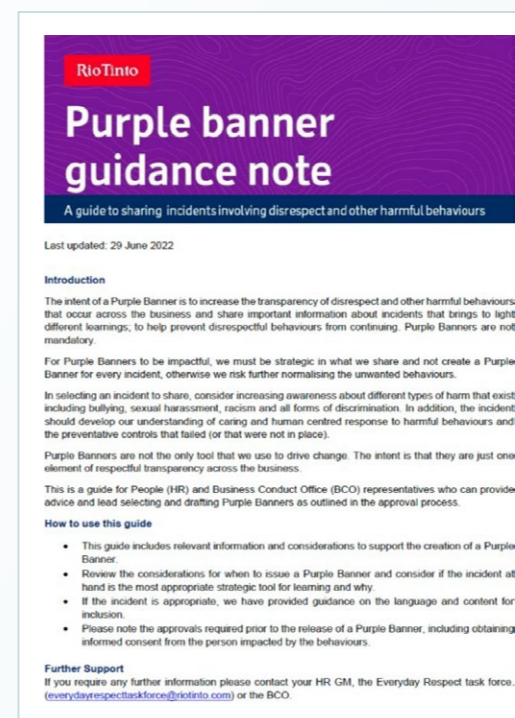 RioTinto
Purple banner
guidance note
A guide to sharing incidents involving disrespect and other harmful behaviours
Last updated: 29 June 2022
Introduction
The intent of a Purple Banner is to increase the transparency of disrespect and other harmful behaviours
that occur across the business and share important information about incidents that brings to light
different learnings; to help prevent disrespectful behaviours from continuing. Purple Banners are not
mandatory.
For Purple Banners to be impactful, we must be strategic in what we share and not create a Purple
Banner for every incident, otherwise we risk further normalising the unwanted behaviours.
In selecting an incident to share, consider increasing awareness about different types of harm that exist
including bullying, sexual harassment, racism and all forms of discrimination. In addition, the incident
should develop our understanding of caring and human centred response to harmful behaviours and
the preventative controls that failed (or that were not in place).
Purple Banners are not the only tool that we use to drive change. The intent is that they are just one
element of respectful transparency across the business.
This is a guide for People (HR) and Business Conduct Office (BCO) representatives who can provide
advice and lead selecting and drafting Purple Banners as outlined in the approval process.
How to use this guide
• This guide includes relevant information and considerations to support the creation of a Purple
Banner.
• Review the considerations for when to issue a Purple Banner and consider if the incident at
hand is the most appropriate strategic tool for learning and why.
• If the incident is appropriate, we have provided guidance on the language and content for
inclusion.
• Please note the approvals required prior to the release of a Purple Banner, including obtaining
informed consent from the person impacted by the behaviours.
Further Support
If you require any further information please contact your HR GM, the Everyday Respect task force.
(everydayrespecttaskforce@riotinto.com) or the BCO.